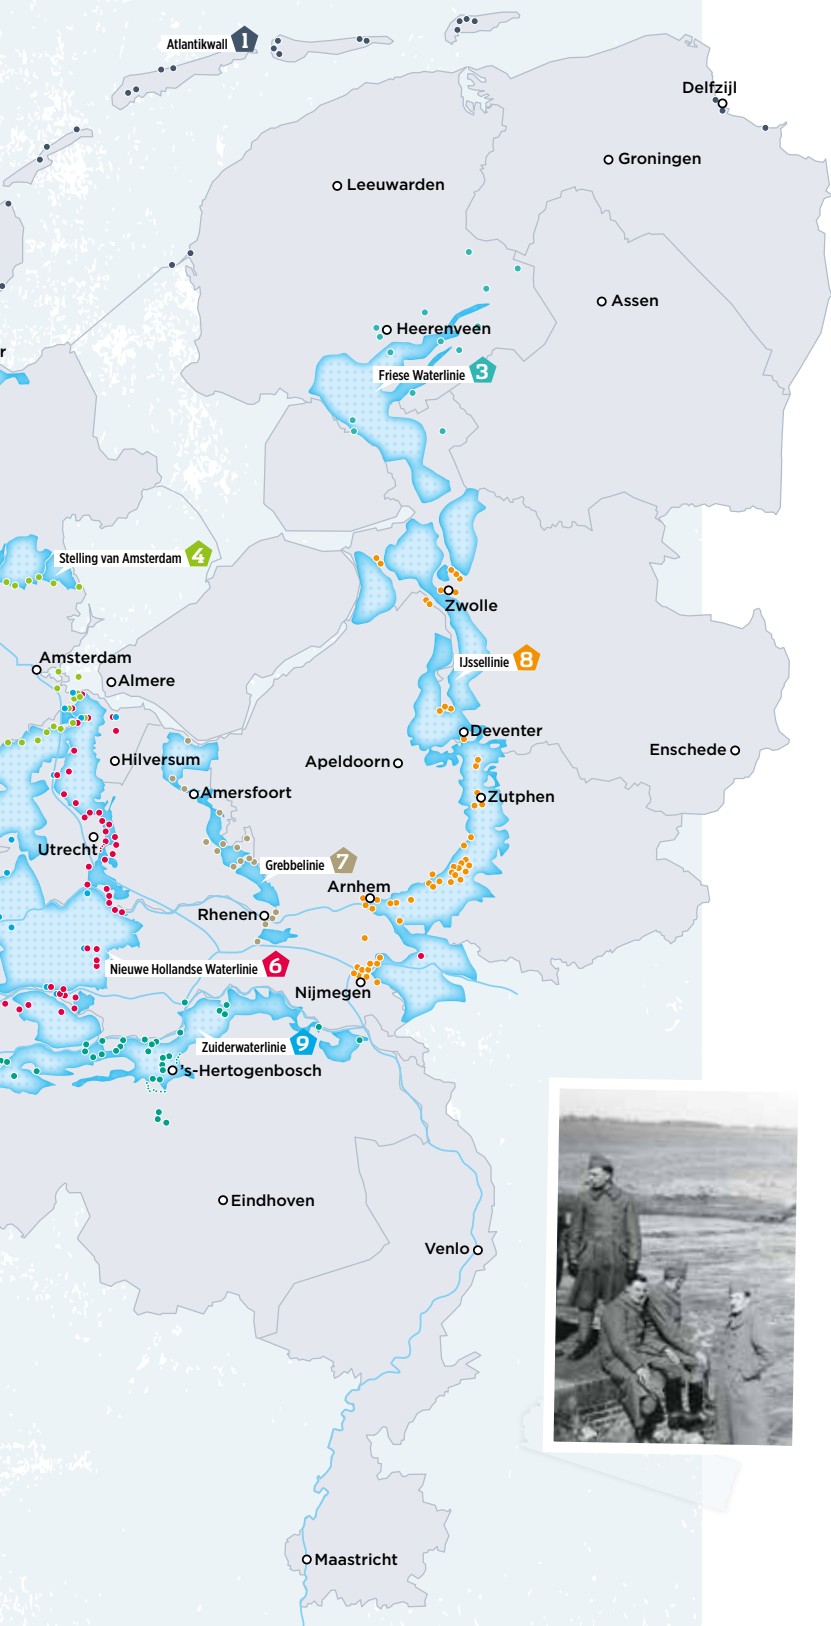 Atlantikwall 1
Delfzijl
Groningen
Leeuwarden
Assen
Heerenveen
r
Friese Waterlinie 3
Stelling van Amsterdam 4
Zwolle
Amsterdam
IJssellinie 8
Almere
Deventer
Enschede
Hilversum
Apeldoorn
Amersfoort
Zutphen
Utrecht
Grebbelinie 7
Arnhem
Rhenen
Nieuwe Hollandse Waterlinie 6
Nijmegen
Zuiderwaterlinie 9
's-Hertogenbosch
Eindhoven
Venlo
Maastricht